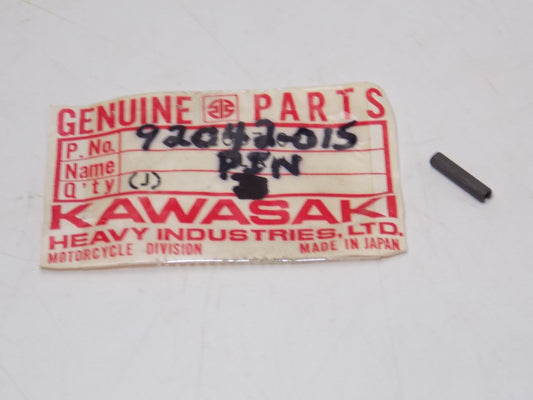 GENUINE PARTS
P. No. 92042-015
Name PIN
Q'ty (J)
KAWASAKI
HEAVY INDUSTRIES, LTD.
MOTORCYCLE DIVISION MADE IN JAPAN